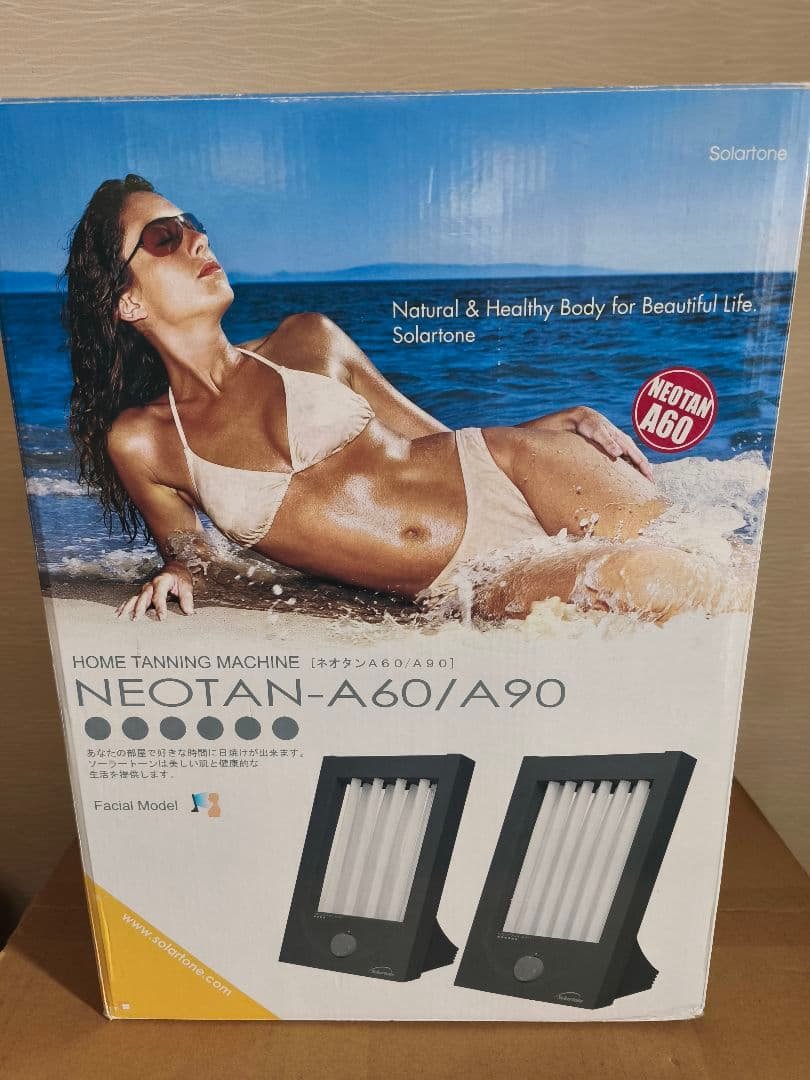 Solartone
Natural & Healthy Body for Beautiful Life.
Solartone
NEOTAN
A60
HOME TANNING MACHINE [ネオタンA60/A90]
NEOTAN-A60/A90
あなたの部屋で好きな時間に日焼けが出来ます。
ソーラートーンは美しい肌と健康的な
生活を提供します。
Facial Model
www.solartone.com
Solartone
Solartone